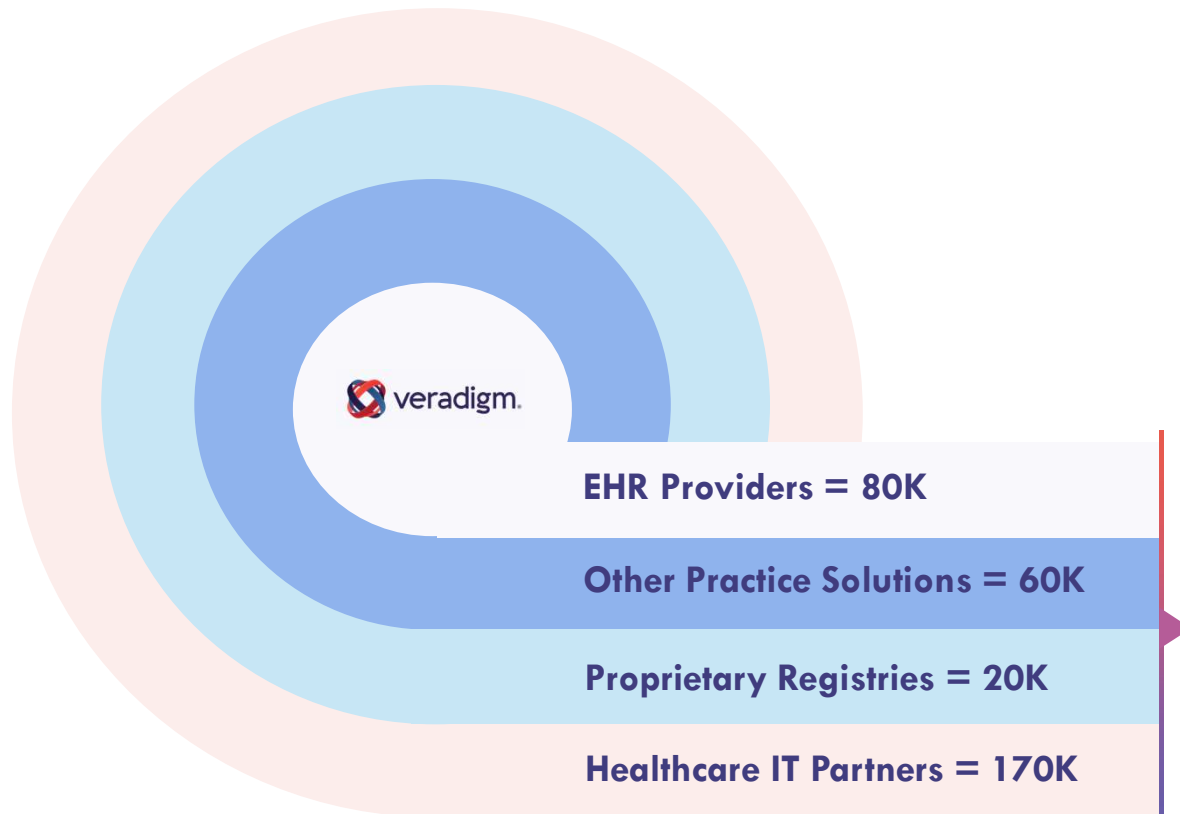 veradigm.
EHR Providers = 80K
Other Practice Solutions = 60K
Proprietary Registries = 20K
Healthcare IT Partners = 170K